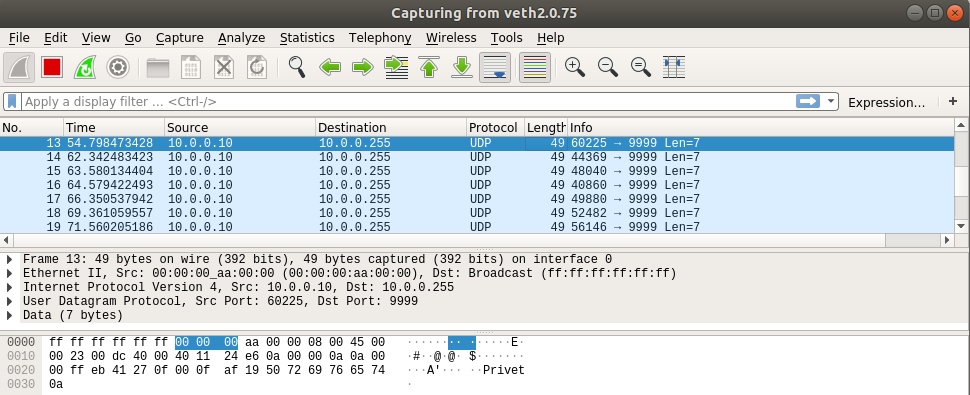 Capturing from veth2.0.75
File Edit View Go Capture Analyze Statistics Telephony Wireless Tools Help
Apply a display filter ... <Ctrl-/> Expression... +
No. Time Source Destination Protocol Length Info
13 54.798473428 10.0.0.10 10.0.0.255 UDP 49 60225 → 9999 Len=7
14 62.342483423 10.0.0.10 10.0.0.255 UDP 49 44369 → 9999 Len=7
15 63.580134404 10.0.0.10 10.0.0.255 UDP 49 48040 → 9999 Len=7
16 64.579422493 10.0.0.10 10.0.0.255 UDP 49 40860 → 9999 Len=7
17 66.350537942 10.0.0.10 10.0.0.255 UDP 49 49880 → 9999 Len=7
18 69.361059557 10.0.0.10 10.0.0.255 UDP 49 52482 → 9999 Len=7
19 71.560205186 10.0.0.10 10.0.0.255 UDP 49 56146 → 9999 Len=7
Frame 13: 49 bytes on wire (392 bits), 49 bytes captured (392 bits) on interface 0
Ethernet II, Src: 00:00:00_aa:00:00 (00:00:00:aa:00:00), Dst: Broadcast (ff:ff:ff:ff:ff:ff)
Internet Protocol Version 4, Src: 10.0.0.10, Dst: 10.0.0.255
User Datagram Protocol, Src Port: 60225, Dst Port: 9999
Data (7 bytes)
0000 ff ff ff ff ff ff 00 00 00 aa 00 00 08 00 45 00 ········ ······E·
0010 00 23 00 dc 40 00 40 11 24 e6 0a 00 00 0a 0a 00 ·#··@·@· $·······
0020 00 ff eb 41 27 0f 00 0f af 19 50 72 69 76 65 74 ···A'··· ··Privet
0030 0a ·